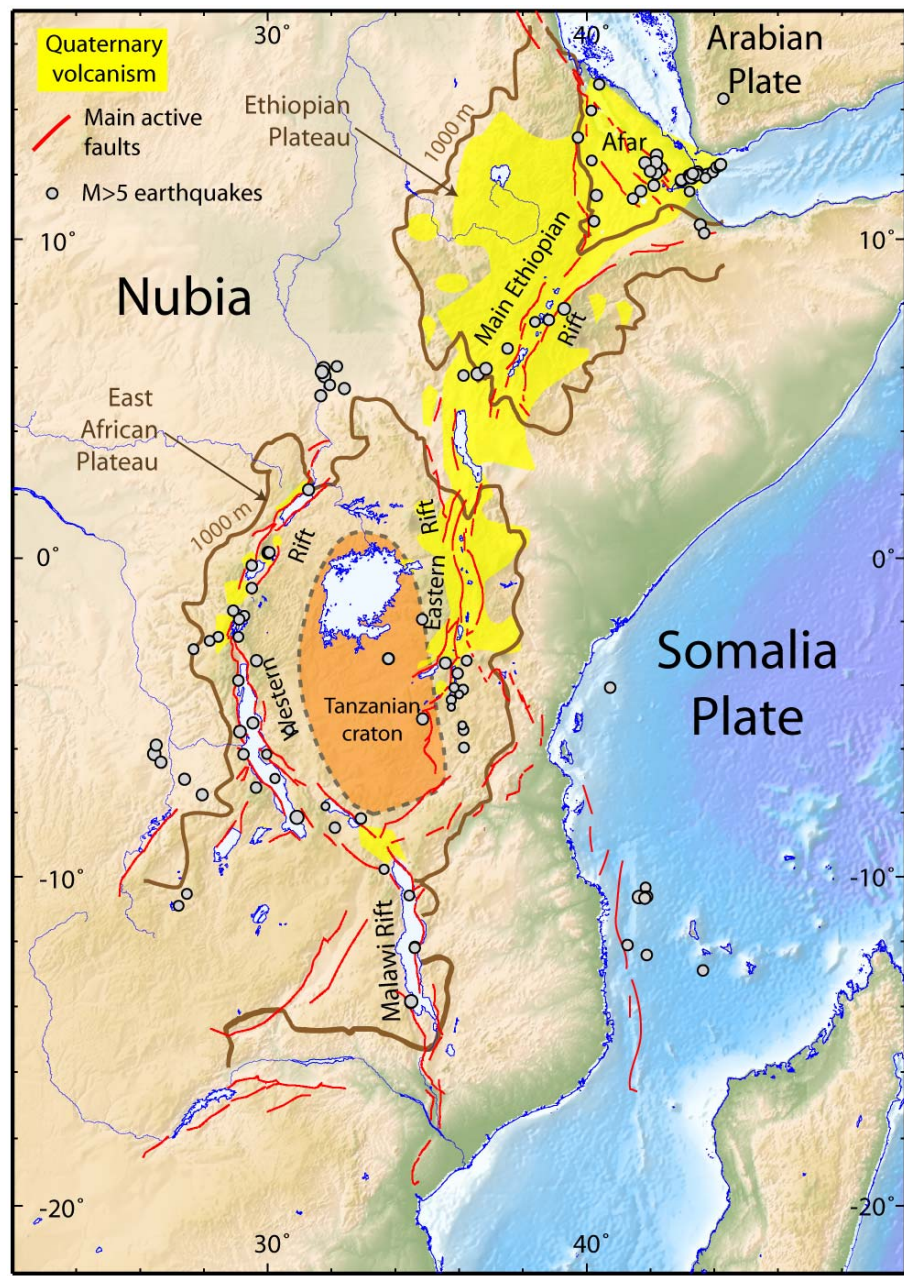 30°
40°
Quaternary
volcanism
Main active
faults
M>5 earthquakes
Ethiopian
Plateau
1000 m
Arabian
Plate
Afar
10°
10°
Nubia
Main Ethiopian
Rift
East
African
Plateau
1000 m
Rift
Rift
Eastern
0°
0°
Western
Tanzanian
craton
Somalia
Plate
-10°
-10°
Malawi Rift
-20°
-20°
30°
40°